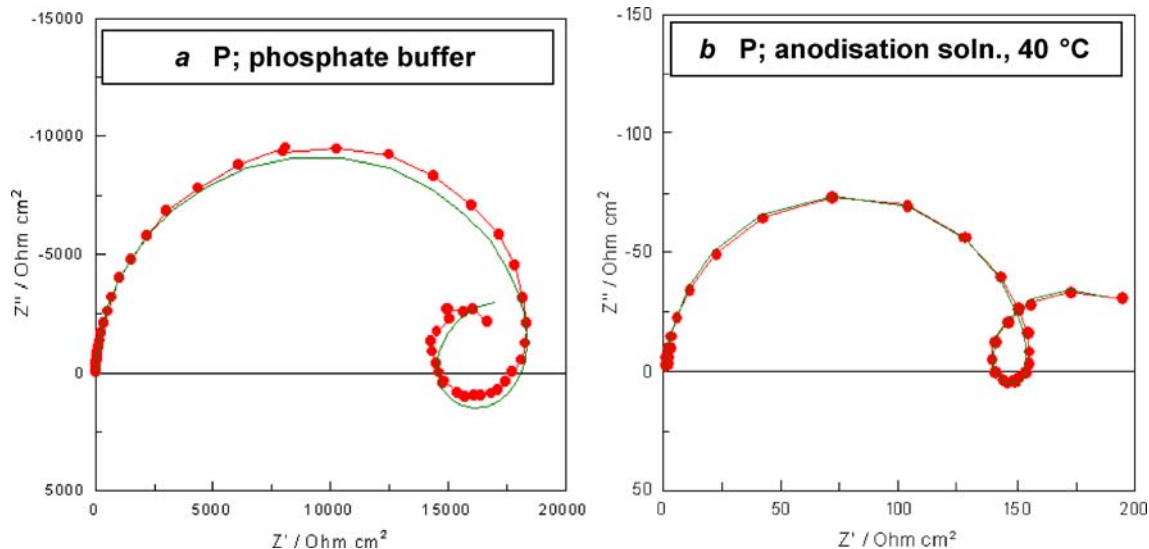 a P; phosphate buffer
-15000
-10000
-5000
0
5000
Z'' / Ohm cm²
0 5000 10000 15000 20000
Z' / Ohm cm²
b P; anodisation soln., 40 °C
-150
-100
-50
0
50
Z'' / Ohm cm²
0 50 100 150 200
Z' / Ohm cm²